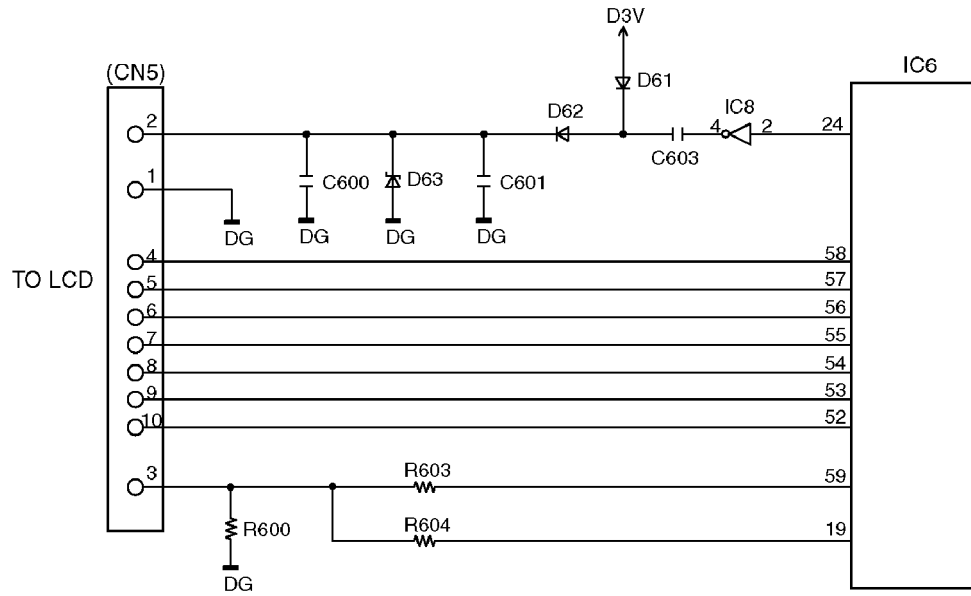 D3V
(CN5)
IC6
D61
D62
IC8
2
4
2
24
C603
1
C600
D63
C601
DG
DG
DG
DG
TO LCD
4
58
5
57
6
56
7
55
8
54
9
53
10
52
3
R603
59
R600
R604
19
DG